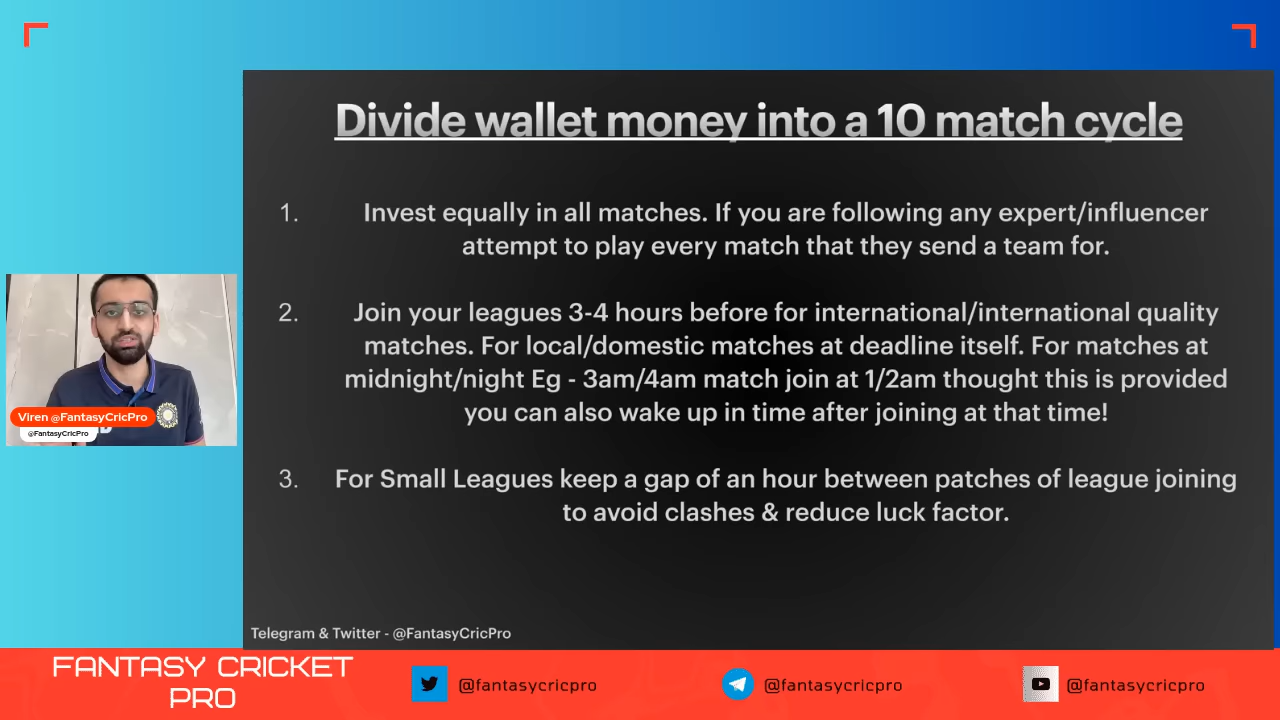 Divide wallet money into a 10 match cycle
1. Invest equally in all matches. If you are following any expert/influencer
attempt to play every match that they send a team for.
2. Join your leagues 3-4 hours before for international/international quality
matches. For local/domestic matches at deadline itself. For matches at
midnight/night Eg - 3am/4am match join at 1/2am thought this is provided
you can also wake up in time after joining at that time!
3. For Small Leagues keep a gap of an hour between patches of league joining
to avoid clashes & reduce luck factor.
Viren @FantasyCricPro
@FantasyCricPro
Telegram & Twitter - @FantasyCricPro
FANTASY CRICKET
PRO
@fantasycricpro
@fantasycricpro
@fantasycricpro